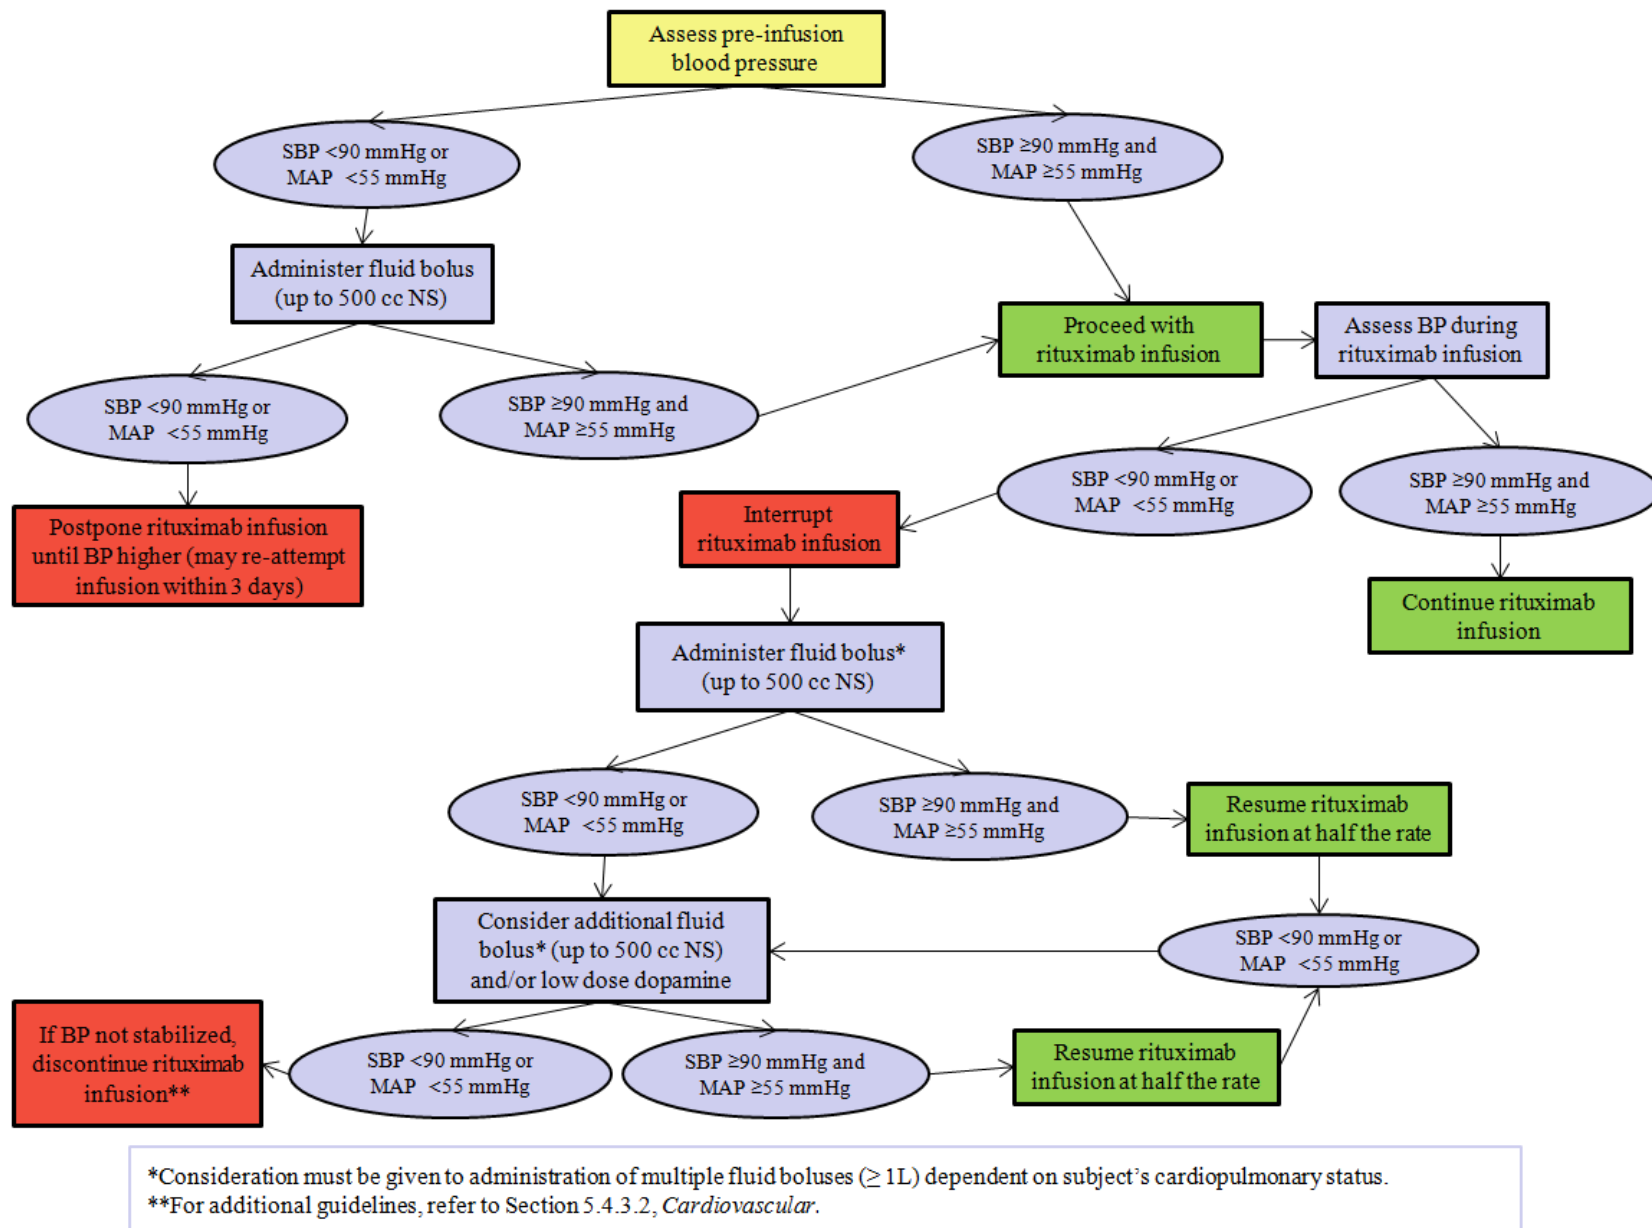 Assess pre-infusion
blood pressure
SBP <90 mmHg or
MAP <55 mmHg
SBP ≥90 mmHg and
MAP ≥55 mmHg
Administer fluid bolus
(up to 500 cc NS)
Proceed with
rituximab infusion
Assess BP during
rituximab infusion
SBP <90 mmHg or
MAP <55 mmHg
SBP ≥90 mmHg and
MAP ≥55 mmHg
SBP <90 mmHg or
MAP <55 mmHg
SBP ≥90 mmHg and
MAP ≥55 mmHg
Postpone rituximab infusion
until BP higher (may re-attempt
infusion within 3 days)
Interrupt
rituximab infusion
Continue rituximab
infusion
Administer fluid bolus*
(up to 500 cc NS)
SBP <90 mmHg or
MAP <55 mmHg
SBP ≥90 mmHg and
MAP ≥55 mmHg
Resume rituximab
infusion at half the rate
Consider additional fluid
bolus* (up to 500 cc NS)
and/or low dose dopamine
SBP <90 mmHg or
MAP <55 mmHg
If BP not stabilized,
discontinue rituximab
infusion**
SBP <90 mmHg or
MAP <55 mmHg
SBP ≥90 mmHg and
MAP ≥55 mmHg
Resume rituximab
infusion at half the rate
*Consideration must be given to administration of multiple fluid boluses (≥ 1L) dependent on subject's cardiopulmonary status.
**For additional guidelines, refer to Section 5.4.3.2, Cardiovascular.